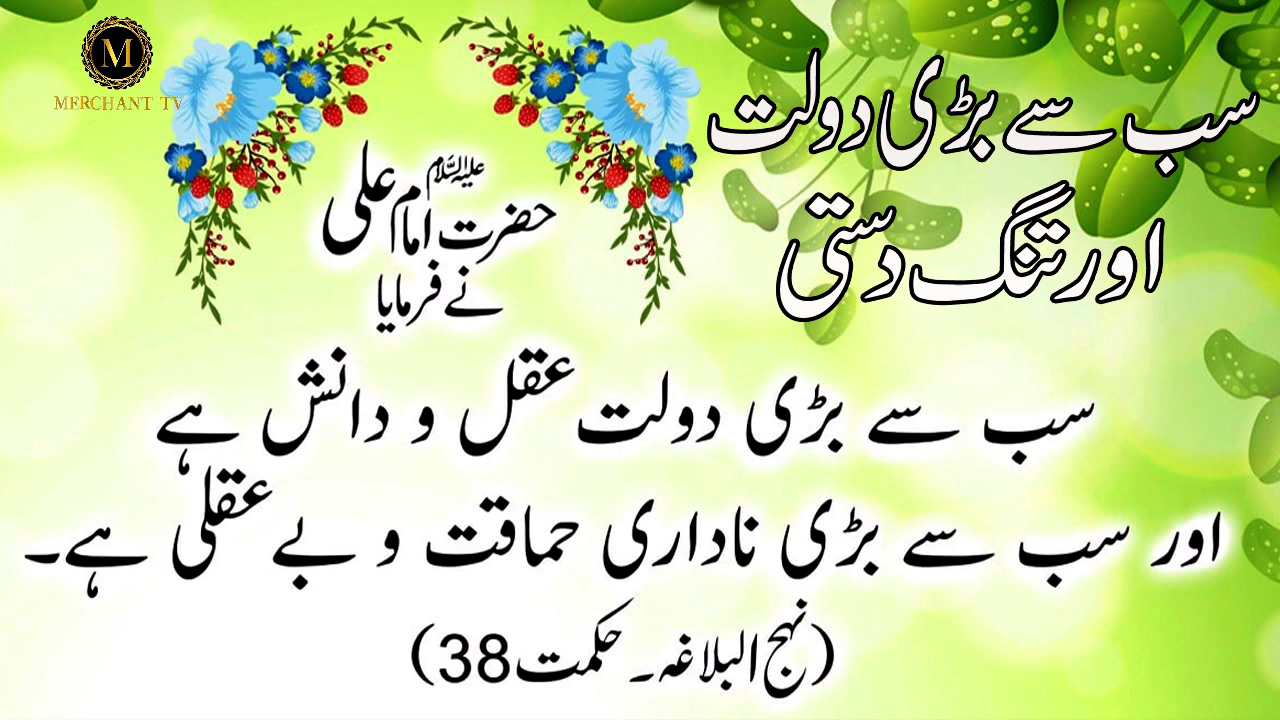 MERCHANT TV
سب سے بڑی دولت
اور تنگ دستی
حضرت امام علی علیہ السلام
نے فرمایا
سب سے بڑی دولت عقل و دانش ہے
اور سب سے بڑی ناداری حماقت و بے عقلی ہے۔
(نہج البلاغہ۔ حکمت 38)